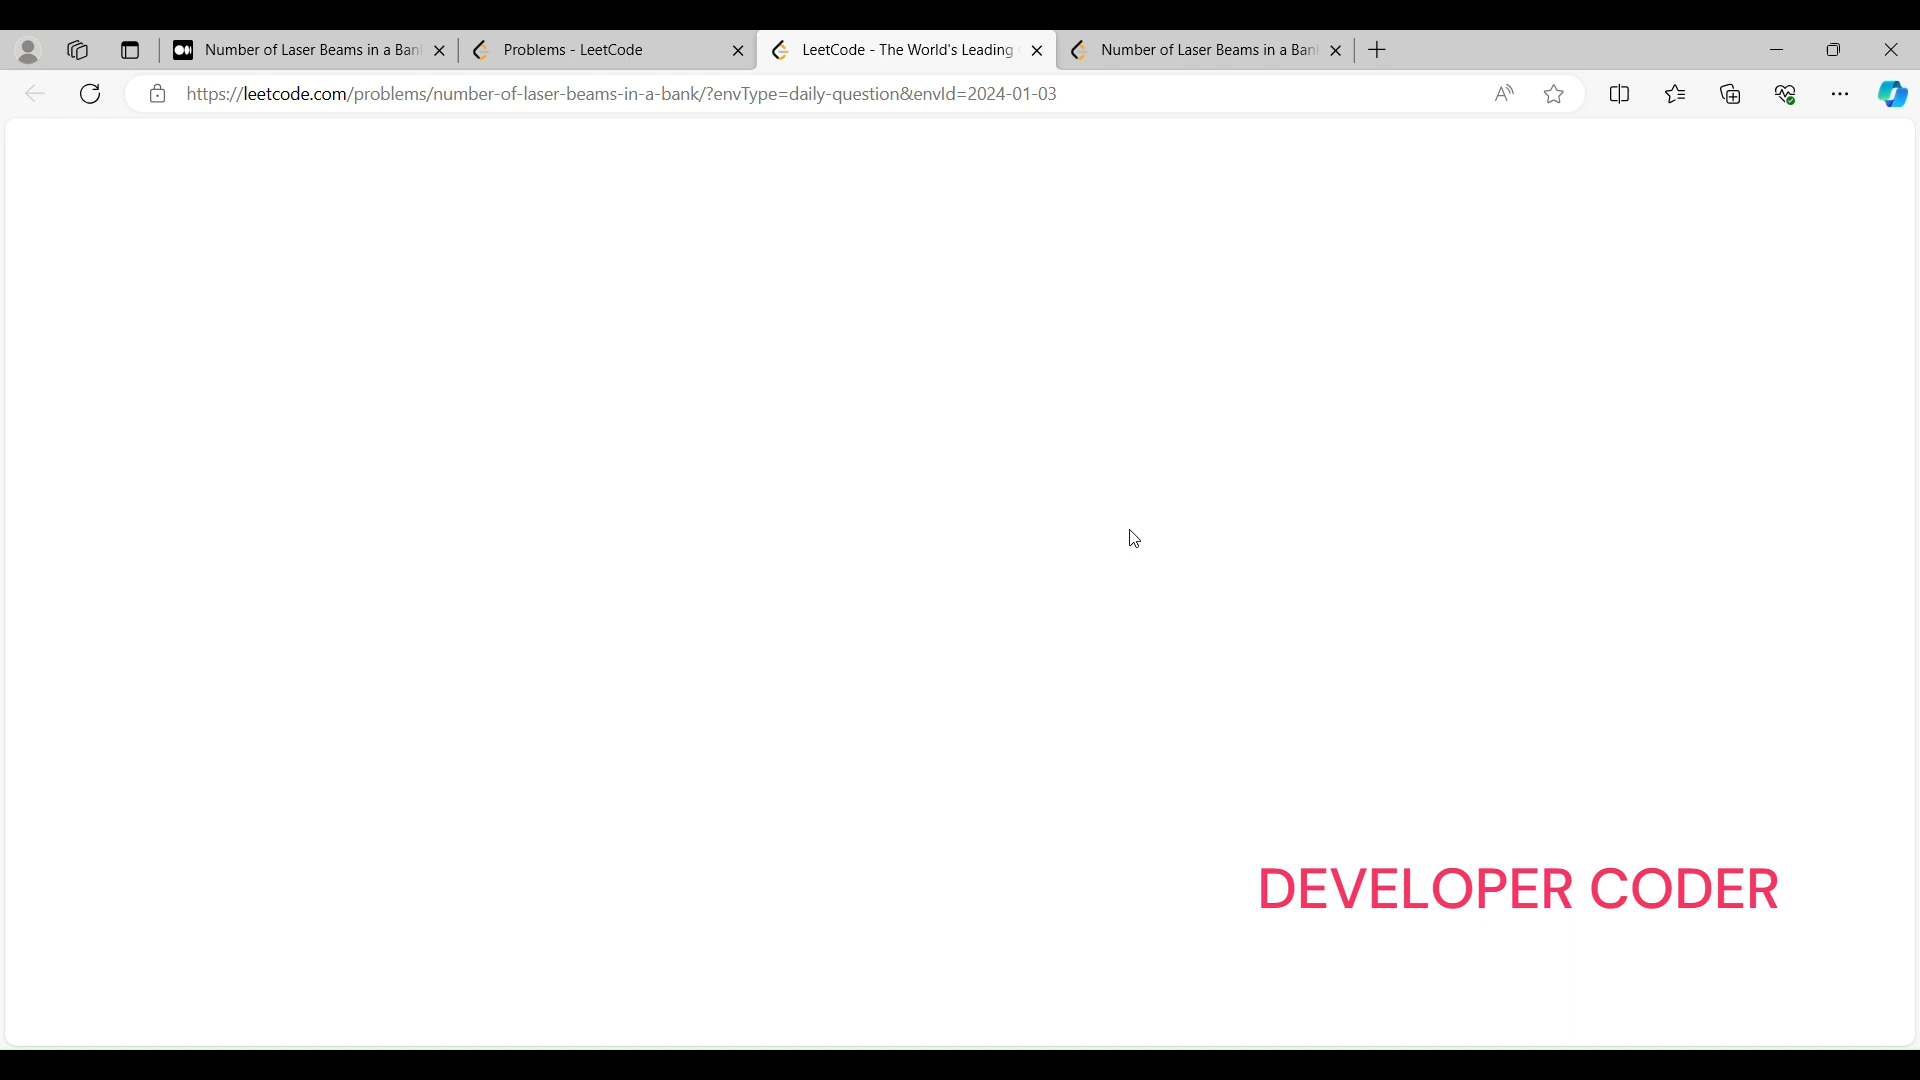 Number of Laser Beams in a Ban
Problems - LeetCode
LeetCode - The World's Leading
Number of Laser Beams in a Ban
https://leetcode.com/problems/number-of-laser-beams-in-a-bank/?envType=daily-question&envId=2024-01-03
DEVELOPER CODER